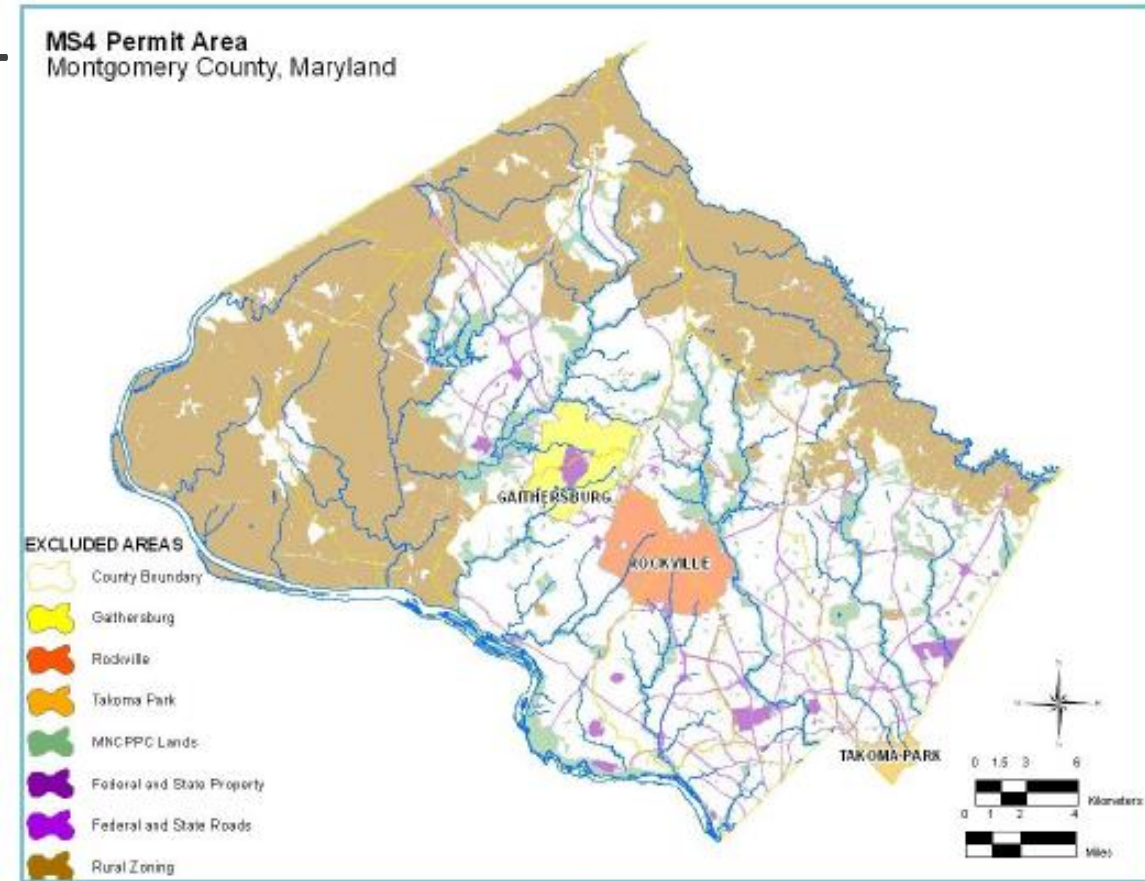 MS4 Permit Area
Montgomery County, Maryland
GAITHERSBURG
ROCKVILLE
TAKOMA PARK
EXCLUDED AREAS
County Boundary
Gaithersburg
Rockville
Takoma Park
MNCPPC Lands
Federal and State Property
Federal and State Roads
Rural Zoning
0 1.5 3 6
Kilometers
0 1 2 4
Miles